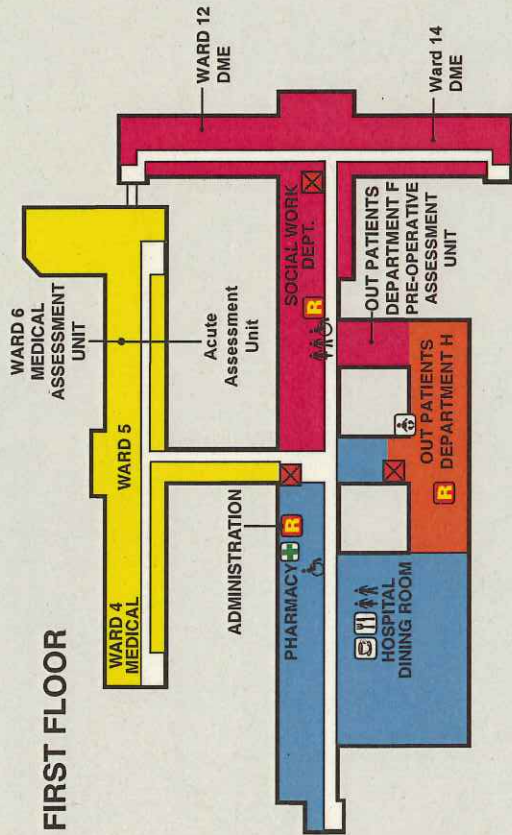 FIRST FLOOR
WARD 6
MEDICAL
ASSESSMENT
UNIT
WARD 4
MEDICAL
WARD 5
Acute
Assessment
Unit
WARD 12
DME
Ward 14
DME
ADMINISTRATION
PHARMACY
R
SOCIAL WORK
DEPT.
R
OUT PATIENTS
DEPARTMENT F
PRE-OPERATIVE
ASSESSMENT
UNIT
HOSPITAL
DINING ROOM
OUT PATIENTS
DEPARTMENT H
R